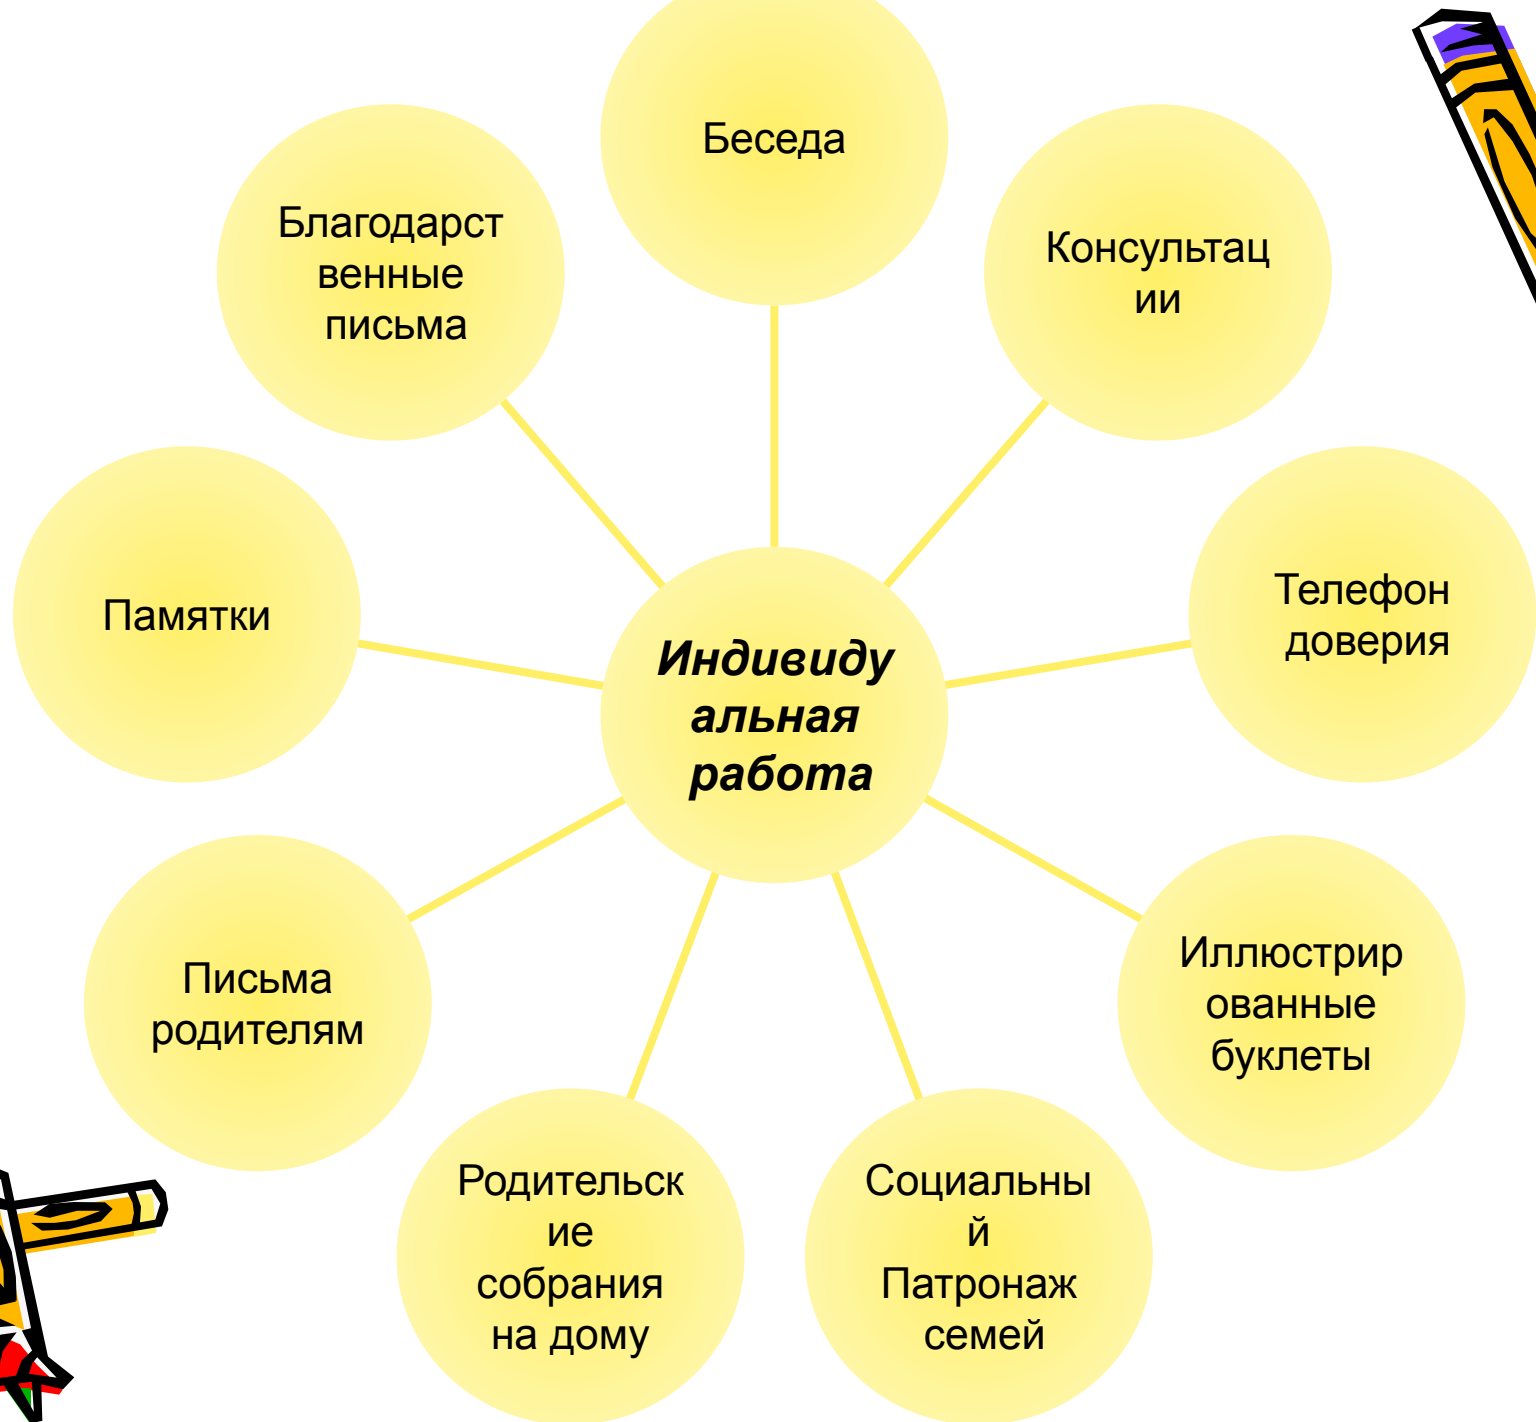 Беседа
Консультац
ии
Телефон
доверия
Иллюстрир
ованные
буклеты
Социальны
й
Патронаж
семей
Родительск
ие
собрания
на дому
Письма
родителям
Памятки
Благодарст
венные
письма
Индивиду
альная
работа